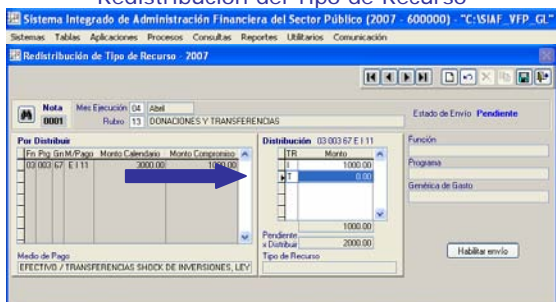 Redistribución del Tipo de Recurso
Sistema Integrado de Administración Financiera del Sector Público (2007 - 600000) - "C:\SIAF_VFP_GL"
Sistemas Tablas Aplicaciones Procesos Consultas Reportes Utilitarios Comunicación
Redistribución de Tipo de Recurso - 2007
Nota Mes Ejecución 04 Abril
0001 Rubro 13 DONACIONES Y TRANSFERENCIAS
Estado de Envío Pendiente
Por Distribuir
Fn Prg Gn M/Pago Monto Calendario Monto Compromiso
03 003 67 E I 11 3000.00 1000.00
Distribución 03 003 67 E I 11
TR Monto
I 1000.00
T 0.00
1000.00
Pendiente x Distribuir 2000.00
Función
Programa
Genérica de Gasto
Medio de Pago
EFECTIVO / TRANSFERENCIAS SHOCK DE INVERSIONES, LEY
Tipo de Recurso
Habilitar envío